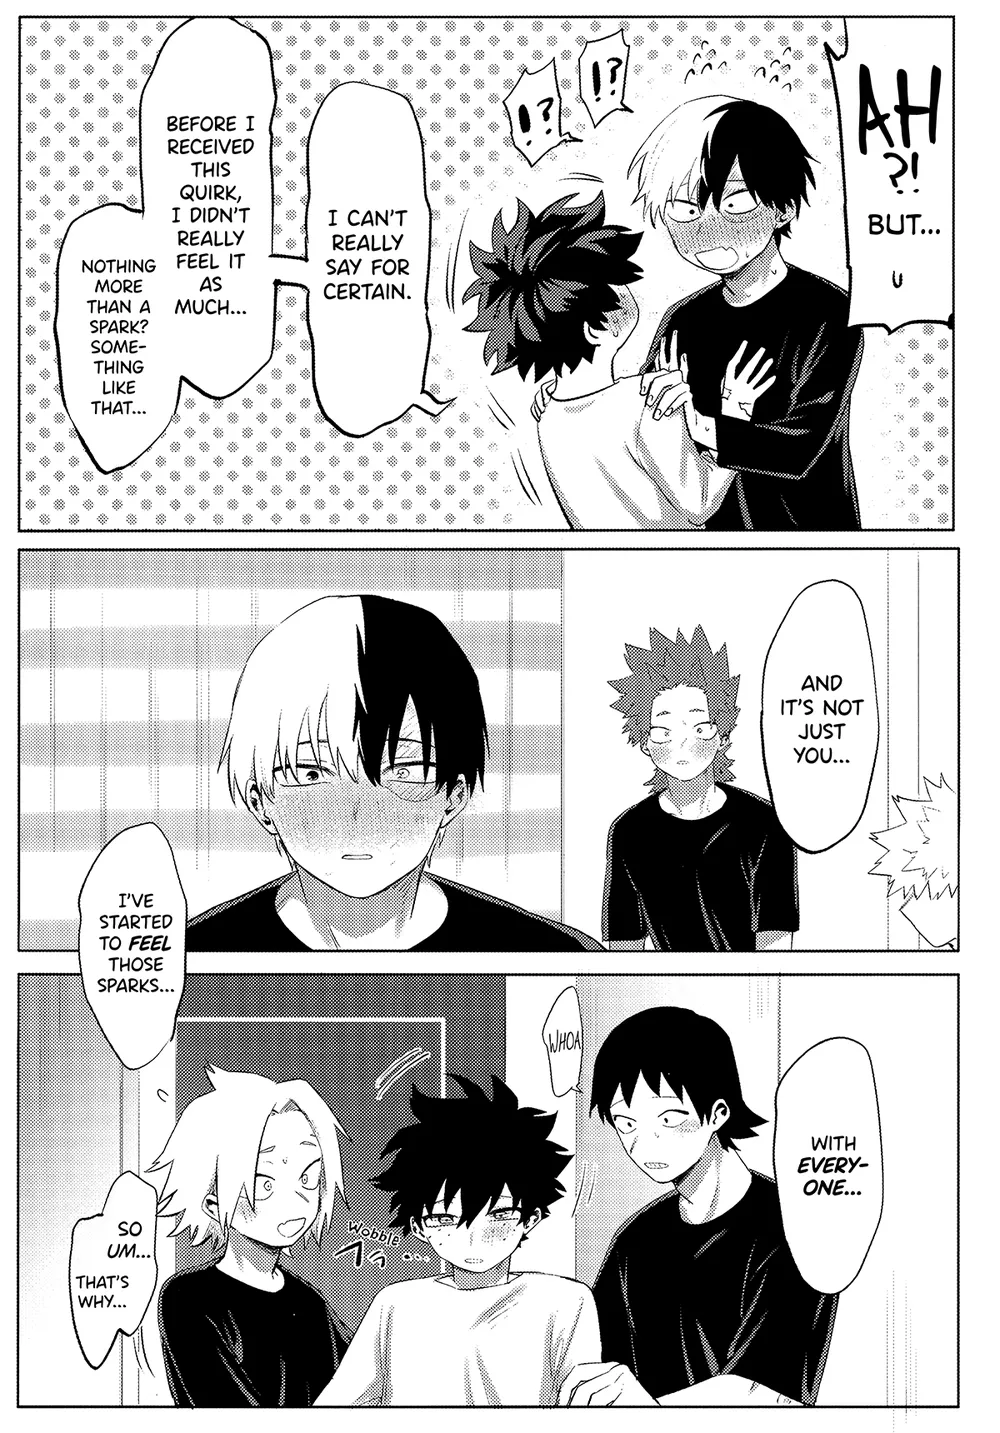 AH
?!
BUT...
!?
!?
I CAN'T
REALLY
SAY FOR
CERTAIN.
BEFORE I
RECEIVED
THIS
QUIRK,
I DIDN'T
REALLY
FEEL IT
AS
MUCH...
NOTHING
MORE
THAN A
SPARK?
SOME-
THING
LIKE
THAT...
AND
IT'S NOT
JUST
YOU...
I'VE
STARTED
TO FEEL
THOSE
SPARKS...
WITH
EVERY-
ONE...
WHOA
Wobble
SO
UM...
THAT'S
WHY...